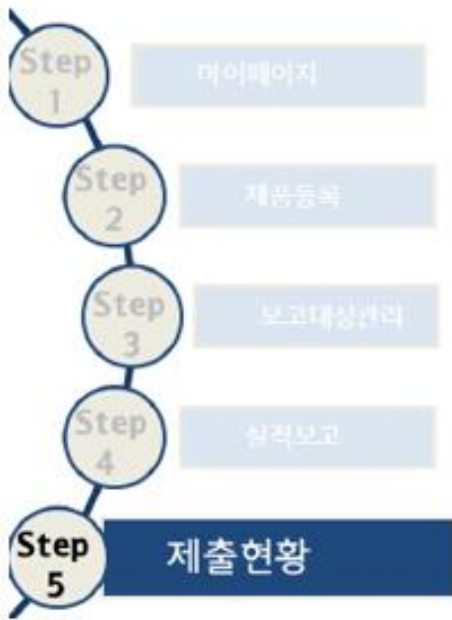 Step
1
마이페이지
Step
2
제품등록
Step
3
보고대상관리
Step
4
실적보고
Step
5
제출현황